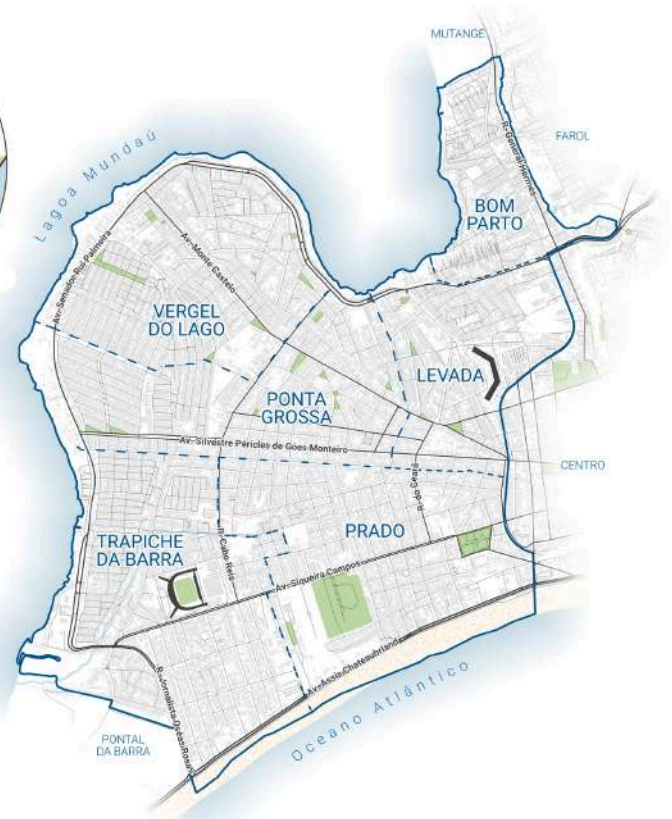 MUTANGE
FAROL
R. General Hermes
BOM
PARTO
Lagoa Mundaú
Av. Senador Rui Palmeira
Av. Monte Castelo
VERGEL
DO LAGO
LEVADA
PONTA
GROSSA
Av. Silvestre Péricles de Góes Monteiro
CENTRO
R. do Ceará
PRADO
TRAPICHE
DA BARRA
R. Cabo Reis
Av. Siqueira Campos
Av. Assis Chateaubriand
R. Jornalista Océas Rosa
Oceano Atlântico
PONTAL
DA BARRA